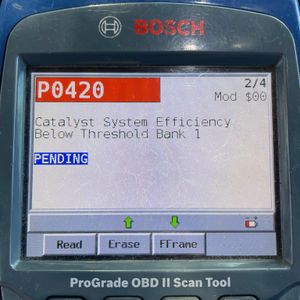 BOSCH
P0420
2/4
Mod $00
Catalyst System Efficiency
Below Threshold Bank 1
PENDING
Read
Erase
FFrame
ProGrade OBD II Scan Tool